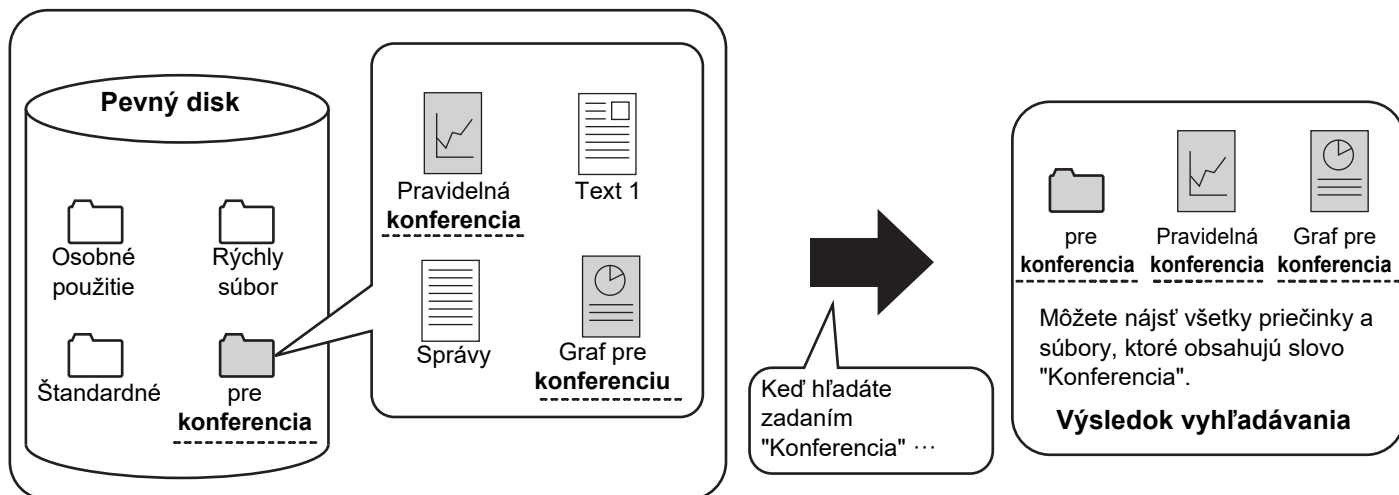 Pevný disk
Osobné
použitie
Rýchly
súbor
Štandardné
pre
konferencia
Pravidelná
konferencia
Text 1
Správy
Graf pre
konferenciu
Keď hľadáte
zadaním
"Konferencia" ···
pre
konferencia
Pravidelná
konferencia
Graf pre
konferencia
Môžete nájsť všetky priečinky a
súbory, ktoré obsahujú slovo
"Konferencia".
Výsledok vyhľadávania